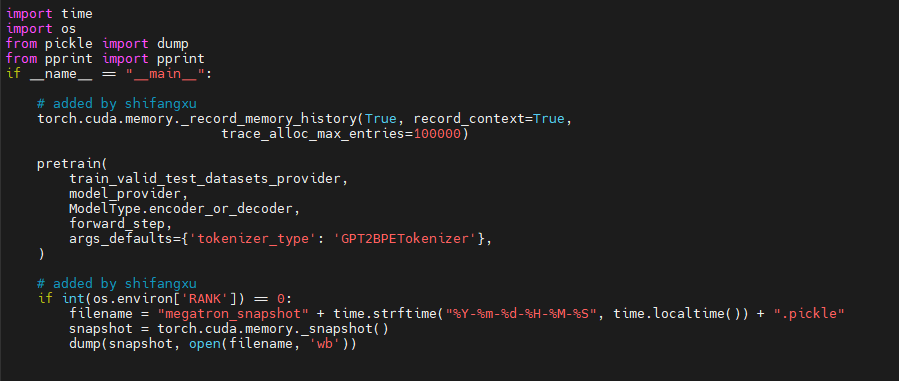 import time
import os
from pickle import dump
from pprint import pprint
if __name__ == "__main__":
# added by shifangxu
torch.cuda.memory._record_memory_history(True, record_context=True,
trace_alloc_max_entries=100000)
pretrain(
train_valid_test_datasets_provider,
model_provider,
ModelType.encoder_or_decoder,
forward_step,
args_defaults={'tokenizer_type': 'GPT2BPETokenizer'},
)
# added by shifangxu
if int(os.environ['RANK']) == 0:
filename = "megatron_snapshot" + time.strftime("%Y-%m-%d-%H-%M-%S", time.localtime()) + ".pickle"
snapshot = torch.cuda.memory._snapshot()
dump(snapshot, open(filename, 'wb'))